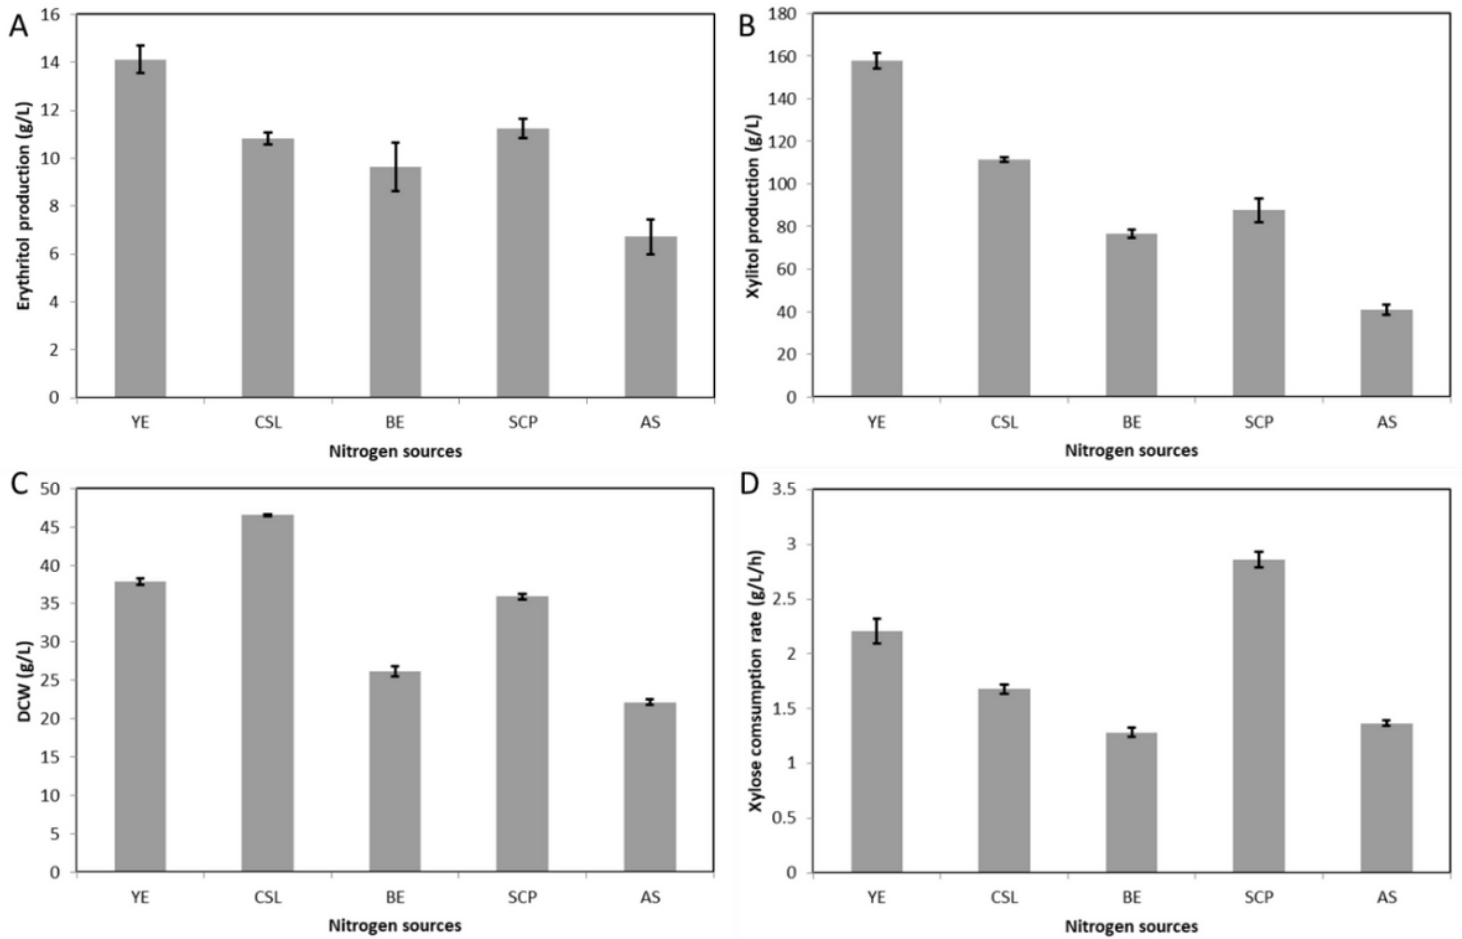 A
Erythritol production (g/L)
16
14
12
10
8
6
4
2
0
YE CSL BE SCP AS
Nitrogen sources
B
Xylitol production (g/L)
180
160
140
120
100
80
60
40
20
0
YE CSL BE SCP AS
Nitrogen sources
C
DCW (g/L)
50
45
40
35
30
25
20
15
10
5
0
YE CSL BE SCP AS
Nitrogen sources
D
Xylose comsumption rate (g/L/h)
3.5
3
2.5
2
1.5
1
0.5
0
YE CSL BE SCP AS
Nitrogen sources